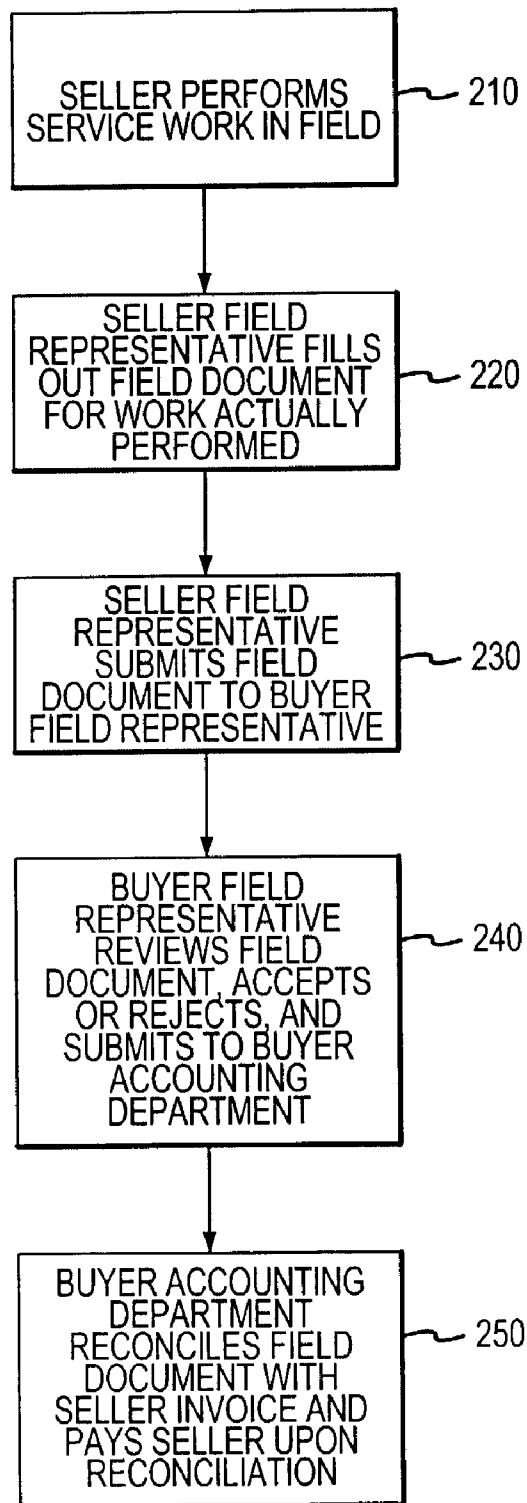 SELLER PERFORMS
SERVICE WORK IN FIELD
210
SELLER FIELD
REPRESENTATIVE FILLS
OUT FIELD DOCUMENT
FOR WORK ACTUALLY
PERFORMED
220
SELLER FIELD
REPRESENTATIVE
SUBMITS FIELD
DOCUMENT TO BUYER
FIELD REPRESENTATIVE
230
BUYER FIELD
REPRESENTATIVE
REVIEWS FIELD
DOCUMENT, ACCEPTS
OR REJECTS, AND
SUBMITS TO BUYER
ACCOUNTING
DEPARTMENT
240
BUYER ACCOUNTING
DEPARTMENT
RECONCILES FIELD
DOCUMENT WITH
SELLER INVOICE AND
PAYS SELLER UPON
RECONCILIATION
250